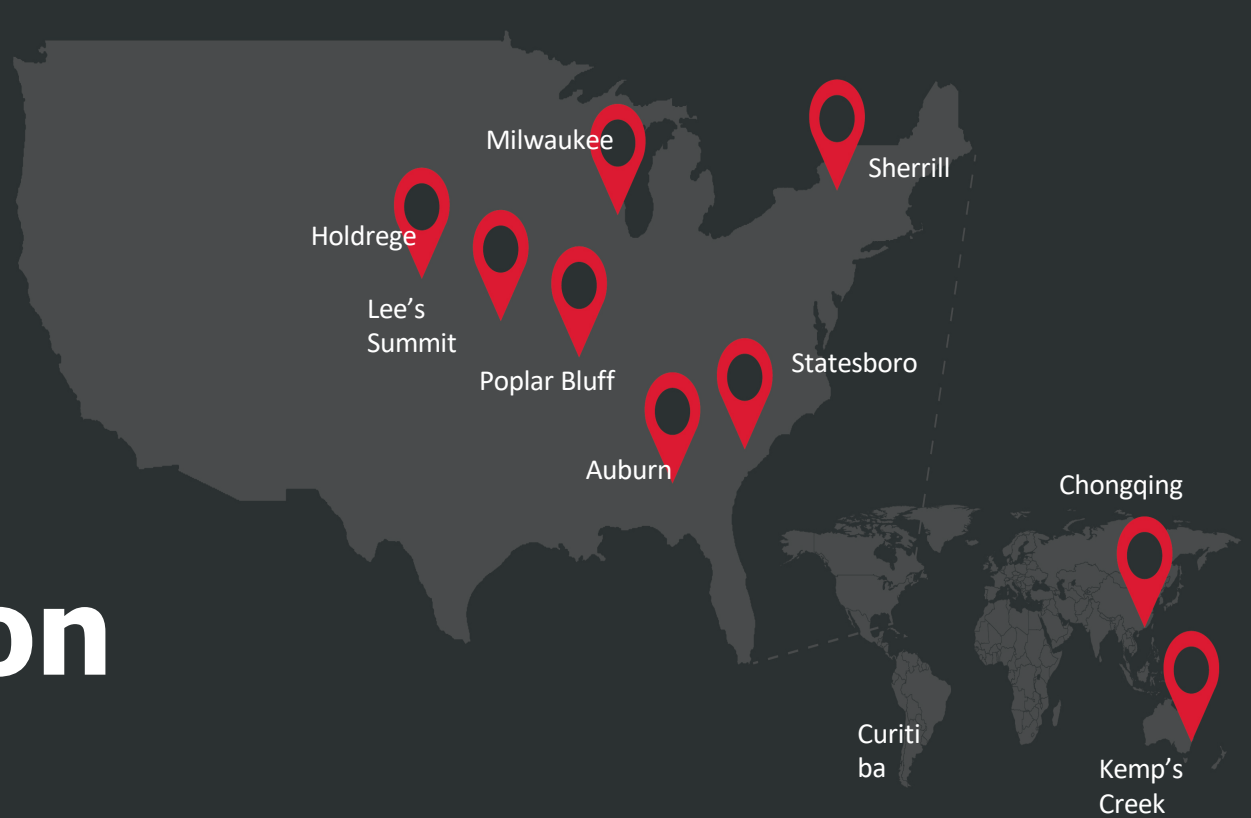 Milwaukee
Sherrill
Holdrege
Lee’s
Summit
Statesboro
Poplar Bluff
Auburn
Chongqing
on
Curiti
ba
Kemp’s
Creek